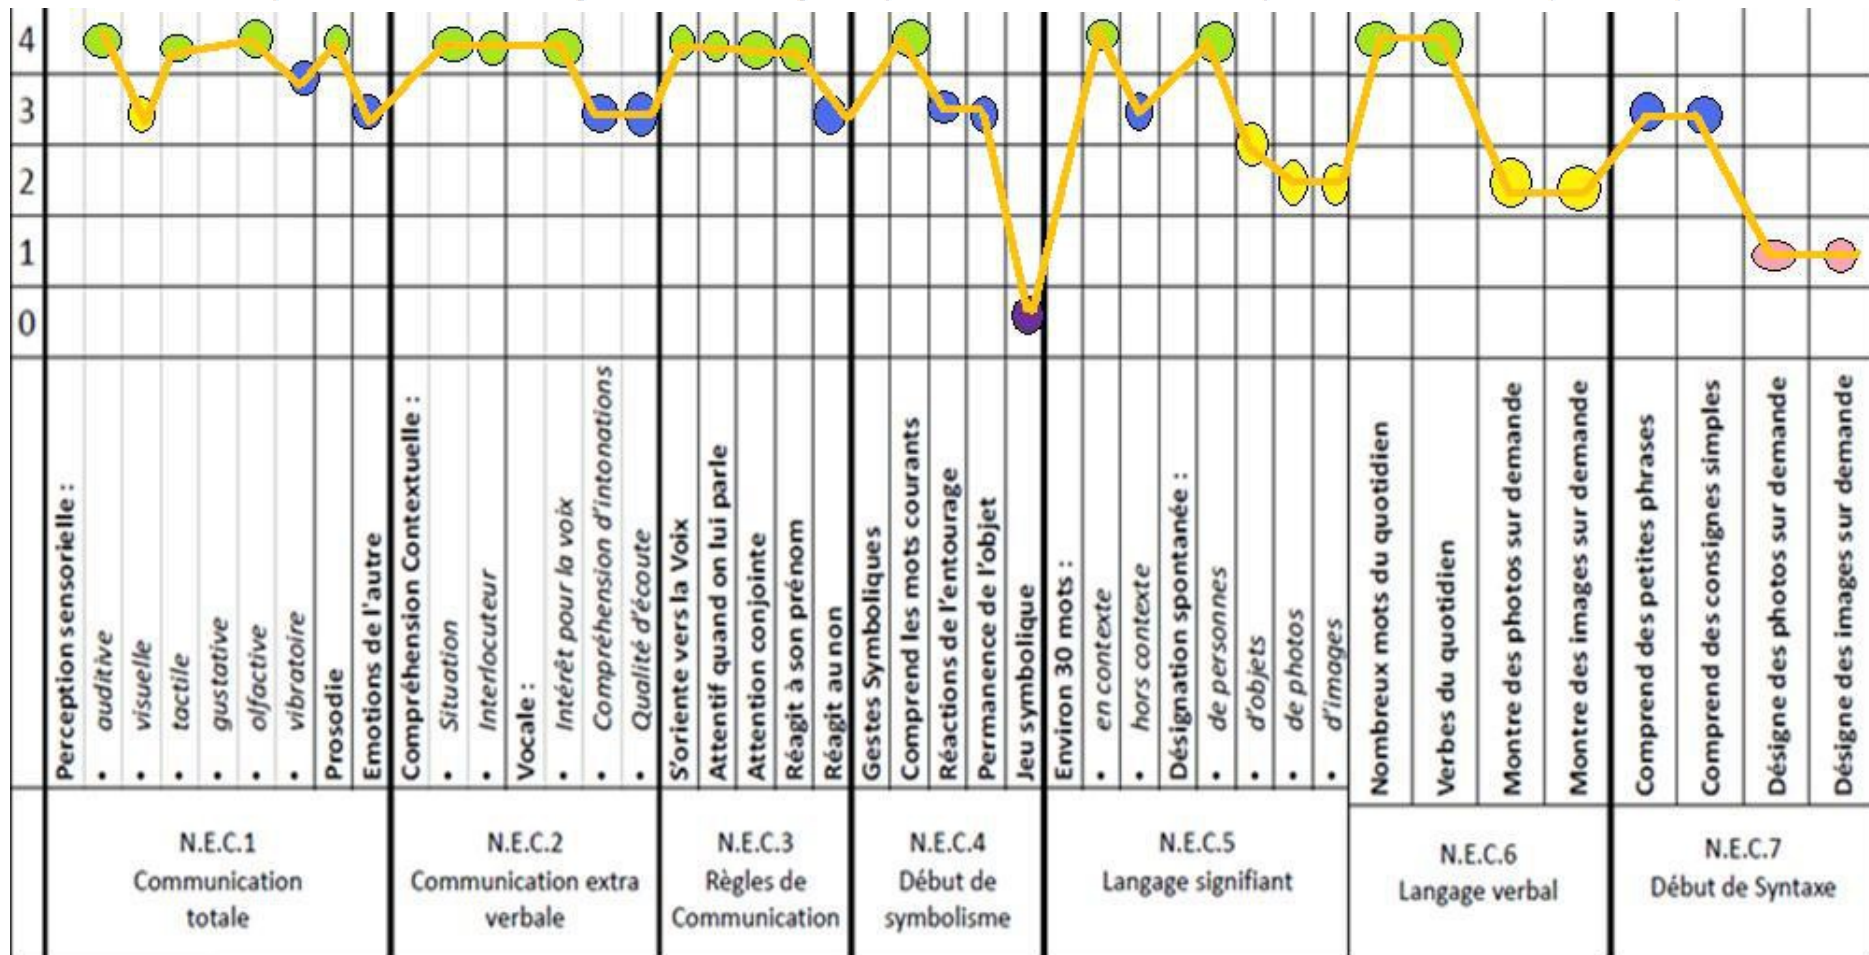 4
3
2
1
0
Perception sensorielle :
• auditive
• visuelle
• tactile
• gustative
• olfactive
• vibratoire
Prosodie
Emotions de l'autre
Compréhension Contextuelle :
• Situation
• Interlocuteur
Vocale :
• Intérêt pour la voix
• Compréhension d'intonations
• Qualité d'écoute
S'oriente vers la Voix
Attentif quand on lui parle
Attention conjointe
Réagit à son prénom
Réagit au non
Gestes Symboliques
Comprend les mots courants
Réactions de l'entourage
Permanence de l'objet
Jeu symbolique
Environ 30 mots :
• en contexte
• hors contexte
Désignation spontanée :
• de personnes
• d'objets
• de photos
• d'images
Nombreux mots du quotidien
Verbes du quotidien
Montre des photos sur demande
Montre des images sur demande
Comprend des petites phrases
Comprend des consignes simples
Désigne des photos sur demande
Désigne des images sur demande
N.E.C.1
Communication
totale
N.E.C.2
Communication extra
verbale
N.E.C.3
Règles de
Communication
N.E.C.4
Début de
symbolisme
N.E.C.5
Langage signifiant
N.E.C.6
Langage verbal
N.E.C.7
Début de Syntaxe